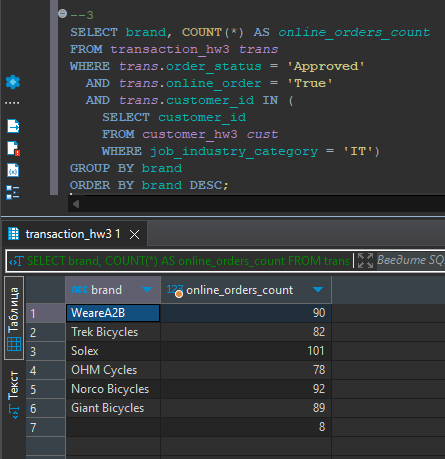 --3
SELECT brand, COUNT(*) AS online_orders_count
FROM transaction_hw3 trans
WHERE trans.order_status = 'Approved'
AND trans.online_order = 'True'
AND trans.customer_id IN (
SELECT customer_id
FROM customer_hw3 cust
WHERE job_industry_category = 'IT')
GROUP BY brand
ORDER BY brand DESC;
transaction_hw3 1
SELECT brand, COUNT(*) AS online_orders_count FROM trans Введите SQ
Таблица
Текст
ABC brand 123 online_orders_count
1 WeareA2B 90
2 Trek Bicycles 82
3 Solex 101
4 OHM Cycles 78
5 Norco Bicycles 92
6 Giant Bicycles 89
7 8